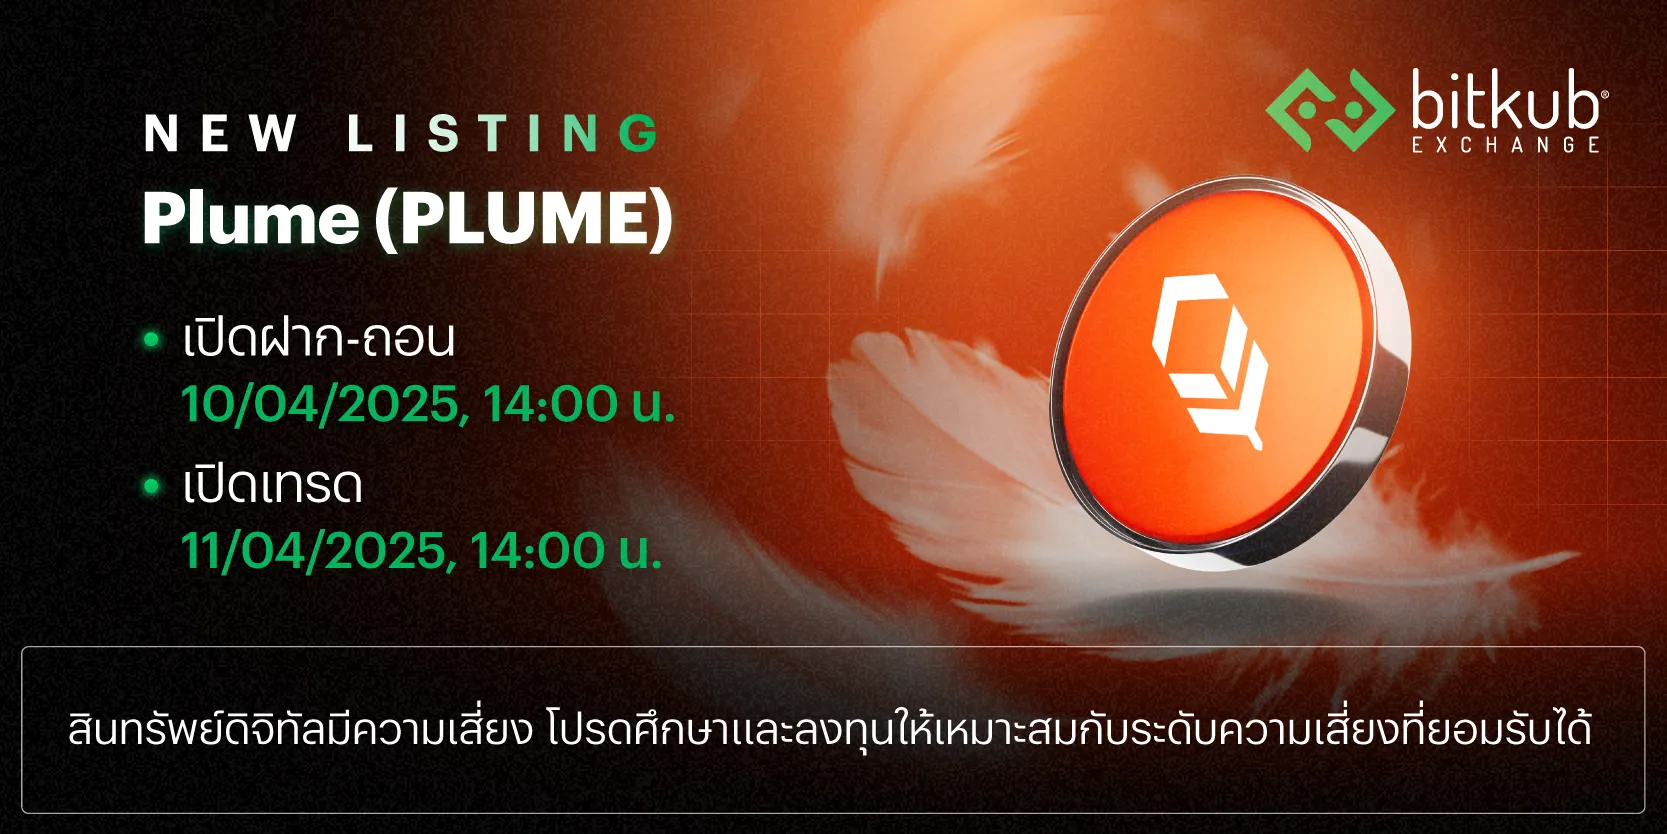 NEW LISTING
Plume (PLUME)
bitkub®
EXCHANGE
• เปิดฝาก-ถอน
10/04/2025, 14:00 น.
• เปิดเทรด
11/04/2025, 14:00 น.
สินทรัพย์ดิจิทัลมีความเสี่ยง โปรดศึกษาและลงทุนให้เหมาะสมกับระดับความเสี่ยงที่ยอมรับได้